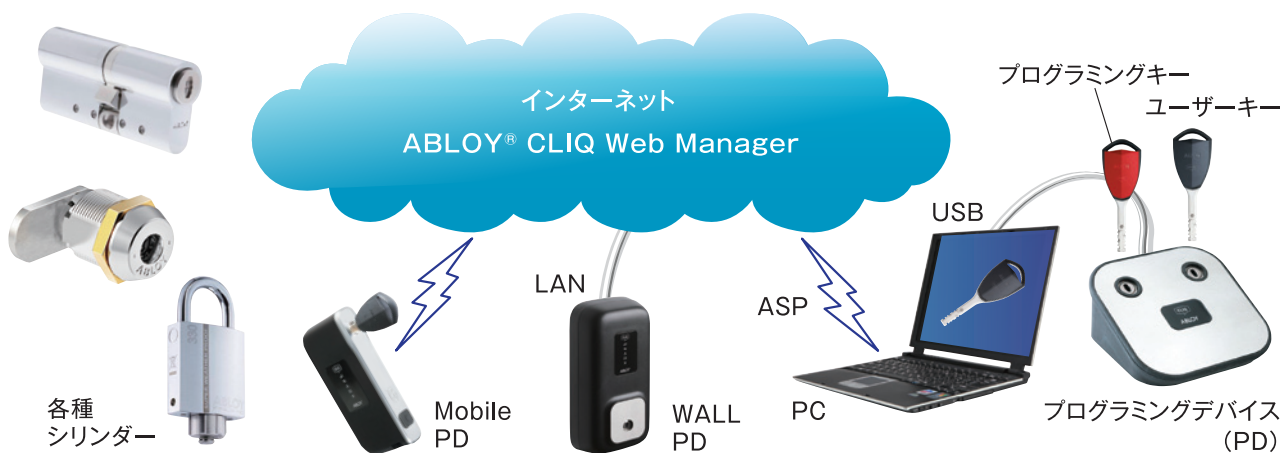 インターネット
ABLOY® CLIQ Web Manager
プログラミングキー
ユーザーキー
USB
LAN
ASP
ABLOY
ABLOY
各種
シリンダー
Mobile
PD
WALL
PD
PC
プログラミングデバイス
(PD)